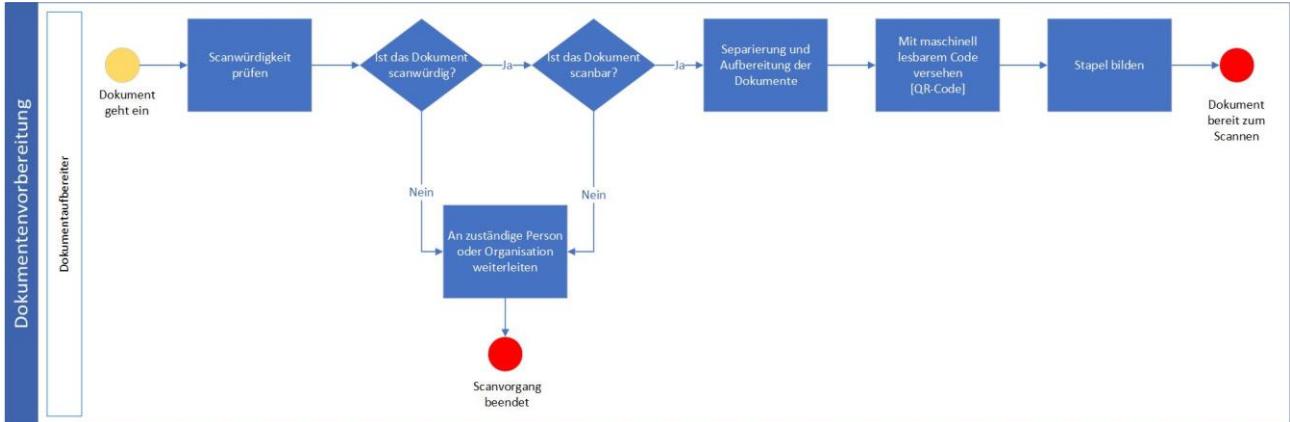 Dokumentenvorbereitung
Dokumentaufbereiter
Dokument
geht ein
Scanwürdigkeit
prüfen
Ist das Dokument
scanwürdig?
Ja
Ist das Dokument
scanbar?
Ja
Separierung und
Aufbereitung der
Dokumente
Mit maschinell
lesbarem Code
versehen
[QR-Code]
Stapel bilden
Dokument
bereit zum
Scannen
Nein
Nein
An zuständige Person
oder Organisation
weiterleiten
Scanvorgang
beendet